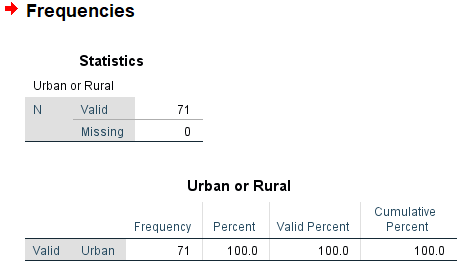 Frequencies
Statistics
Urban or Rural
N Valid 71
Missing 0
Urban or Rural
Frequency Percent Valid Percent Cumulative Percent
Valid Urban 71 100.0 100.0 100.0